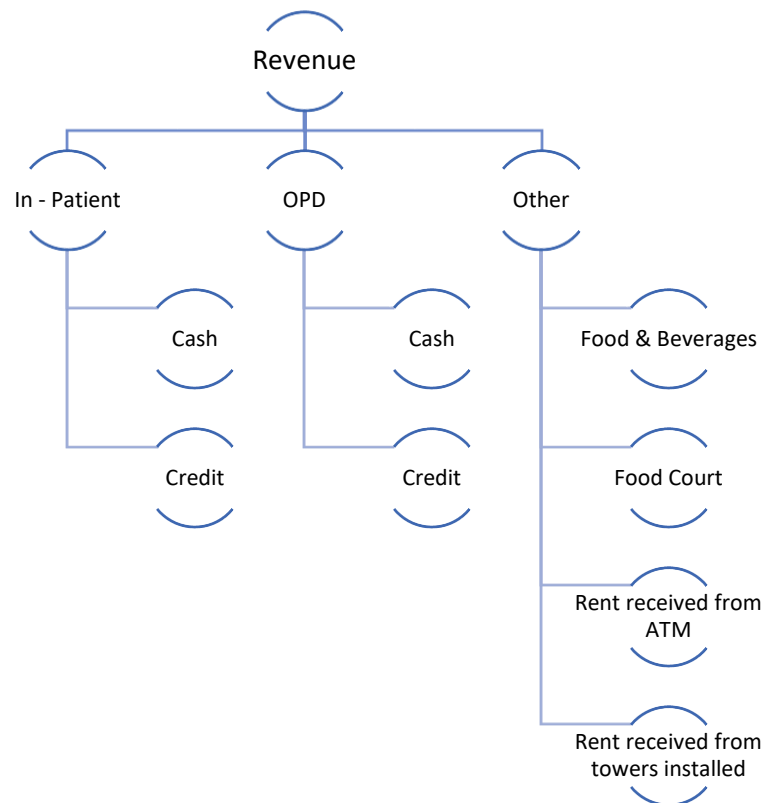 Revenue
In - Patient
OPD
Other
Cash
Cash
Food & Beverages
Credit
Credit
Food Court
Rent received from
ATM
Rent received from
towers installed